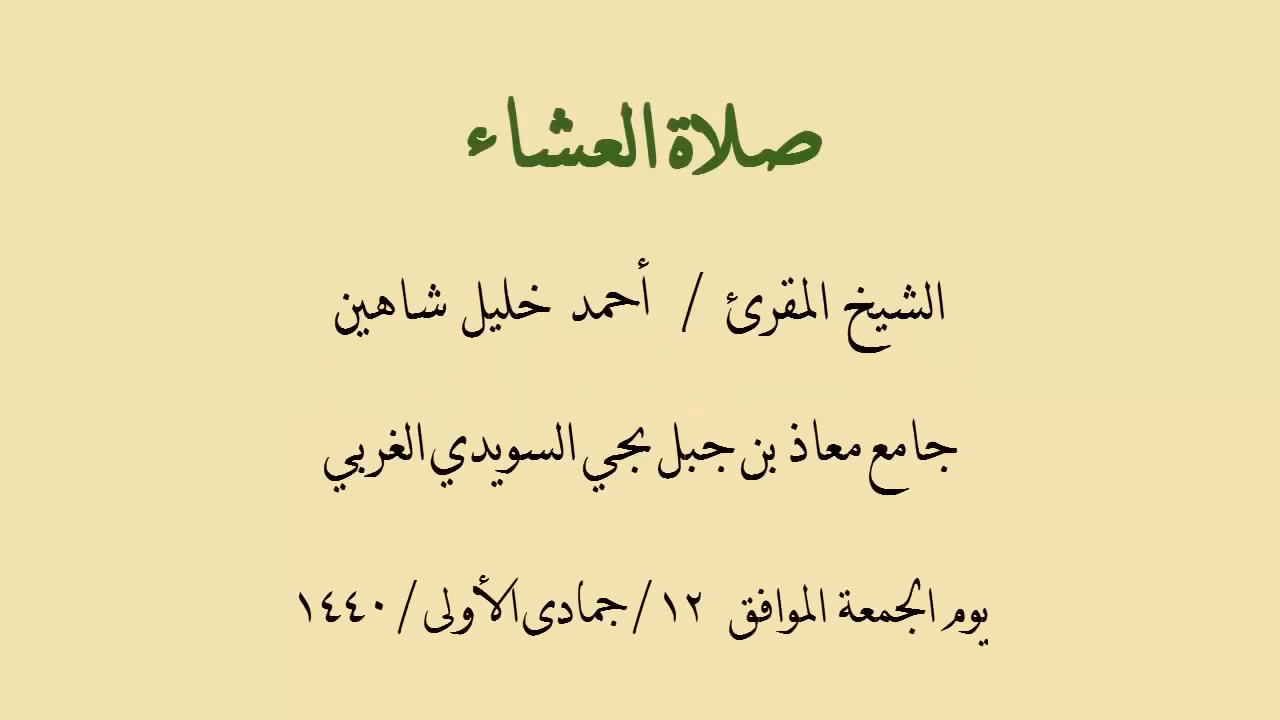 صلاة العشاء
الشيخ المقرئ / أحمد خليل شاهين
جامع معاذ بن جبل بحي السويدي الغربي
يوم الجمعة الموافق ١٢/جمادى الأولى/١٤٤٠